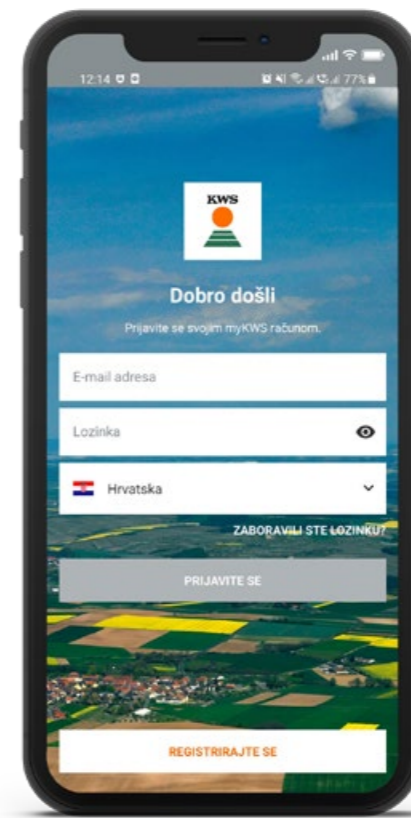 12:14
77%
KWS
Dobro došli
Prijavite se svojim myKWS računom.
E-mail adresa
Lozinka
Hrvatska
ZABORAVILI STE LOZINKU?
PRIJAVITE SE
REGISTRIRAJTE SE